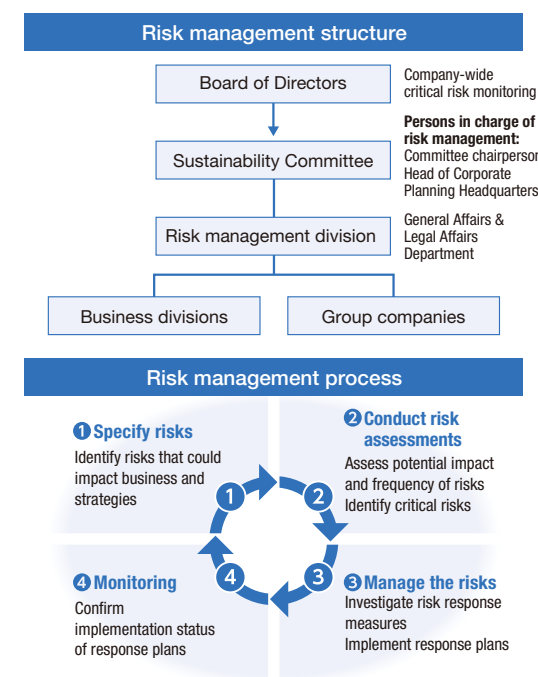 Risk management structure
Board of Directors
Company-wide
critical risk monitoring
Persons in charge of
risk management:
Committee chairperson
Head of Corporate
Planning Headquarters
Sustainability Committee
Risk management division
General Affairs &
Legal Affairs
Department
Business divisions
Group companies
Risk management process
1 Specify risks
Identify risks that could
impact business and
strategies
2 Conduct risk
assessments
Assess potential impact
and frequency of risks
Identify critical risks
1
2
4
3
4 Monitoring
Confirm
implementation status
of response plans
3 Manage the risks
Investigate risk response
measures
Implement response plans